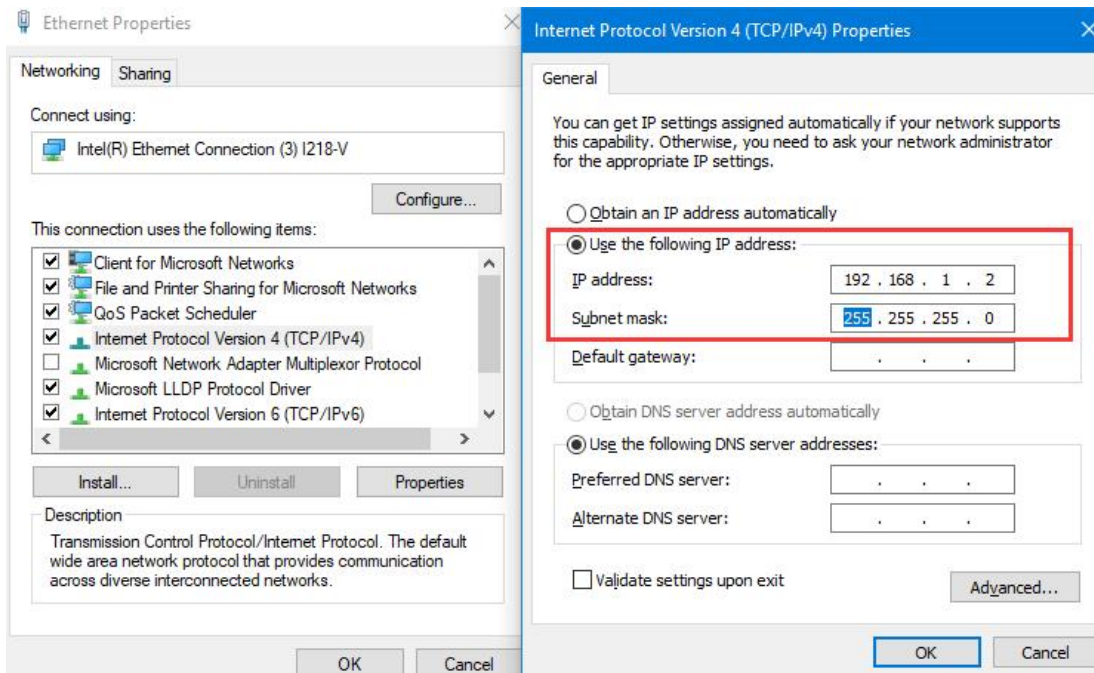 Ethernet Properties
Networking
Sharing
Connect using:
Intel(R) Ethernet Connection (3) I218-V
Configure...
This connection uses the following items:
Client for Microsoft Networks
File and Printer Sharing for Microsoft Networks
QoS Packet Scheduler
Internet Protocol Version 4 (TCP/IPv4)
Microsoft Network Adapter Multiplexor Protocol
Microsoft LLDP Protocol Driver
Internet Protocol Version 6 (TCP/IPv6)
Install... Uninstall Properties
Description
Transmission Control Protocol/Internet Protocol. The default
wide area network protocol that provides communication
across diverse interconnected networks.
OK Cancel
Internet Protocol Version 4 (TCP/IPv4) Properties
General
You can get IP settings assigned automatically if your network supports
this capability. Otherwise, you need to ask your network administrator
for the appropriate IP settings.
Obtain an IP address automatically
Use the following IP address:
IP address: 192 . 168 . 1 . 2
Subnet mask: 255 . 255 . 255 . 0
Default gateway: . . .
Obtain DNS server address automatically
Use the following DNS server addresses:
Preferred DNS server: . . .
Alternate DNS server: . . .
Validate settings upon exit
Advanced...
OK Cancel